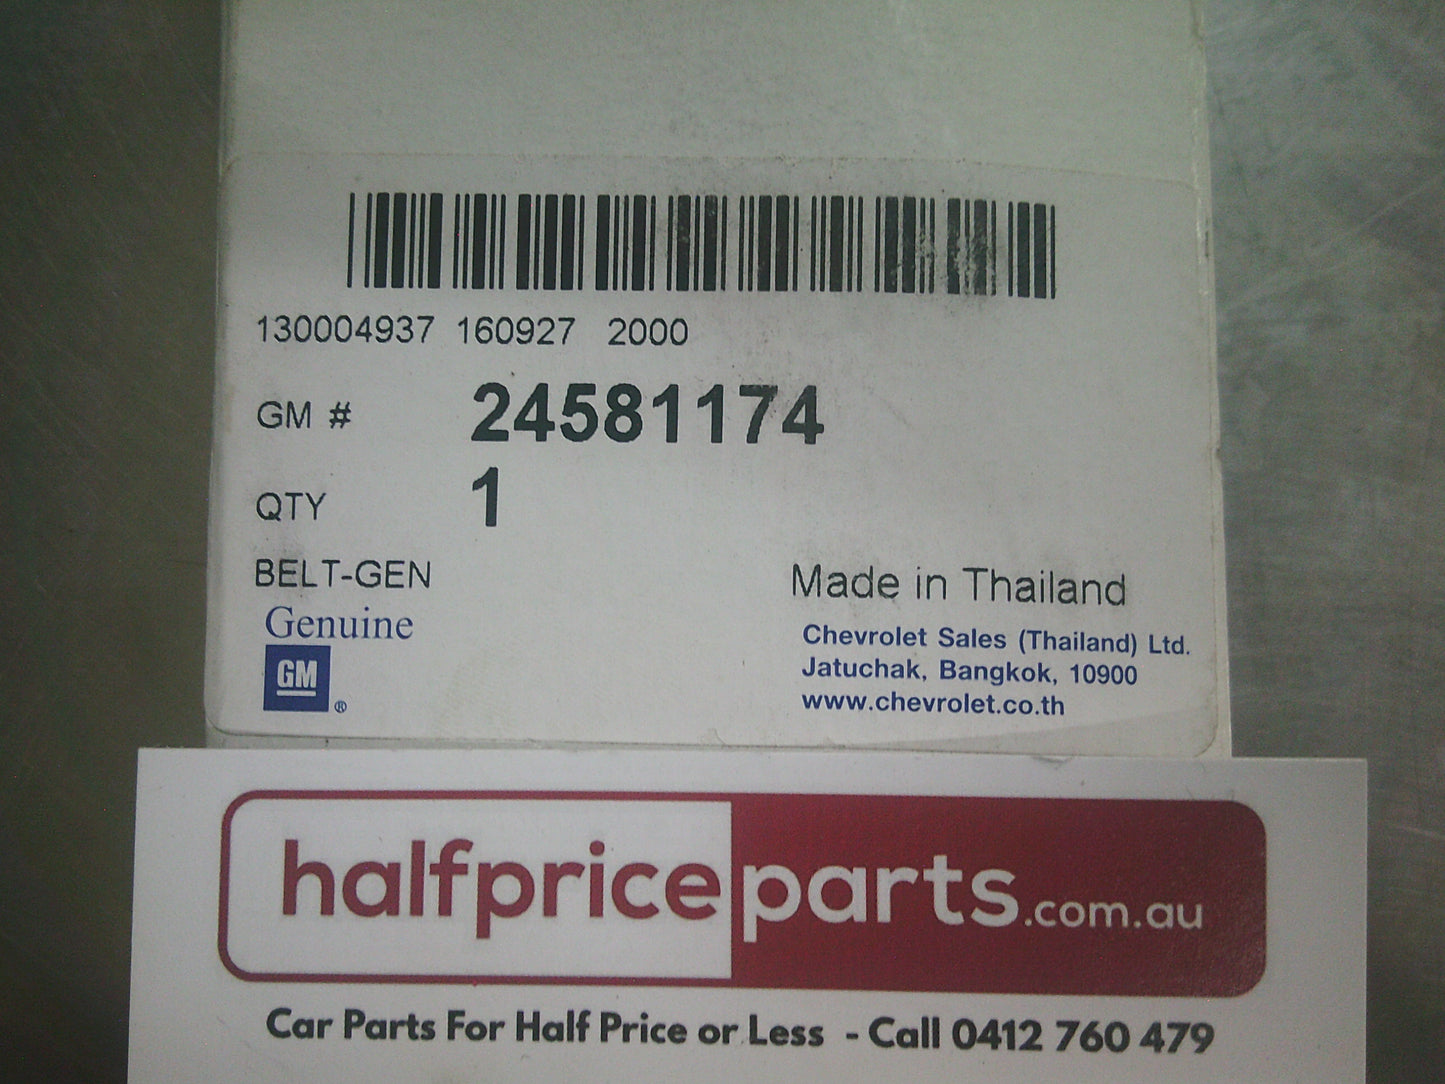 130004937 160927 2000
GM # 24581174
QTY 1
BELT-GEN
Genuine
GM ®
Made in Thailand
Chevrolet Sales (Thailand) Ltd.
Jatuchak, Bangkok, 10900
www.chevrolet.co.th
halfpriceparts.com.au
Car Parts For Half Price or Less - Call 0412 760 479